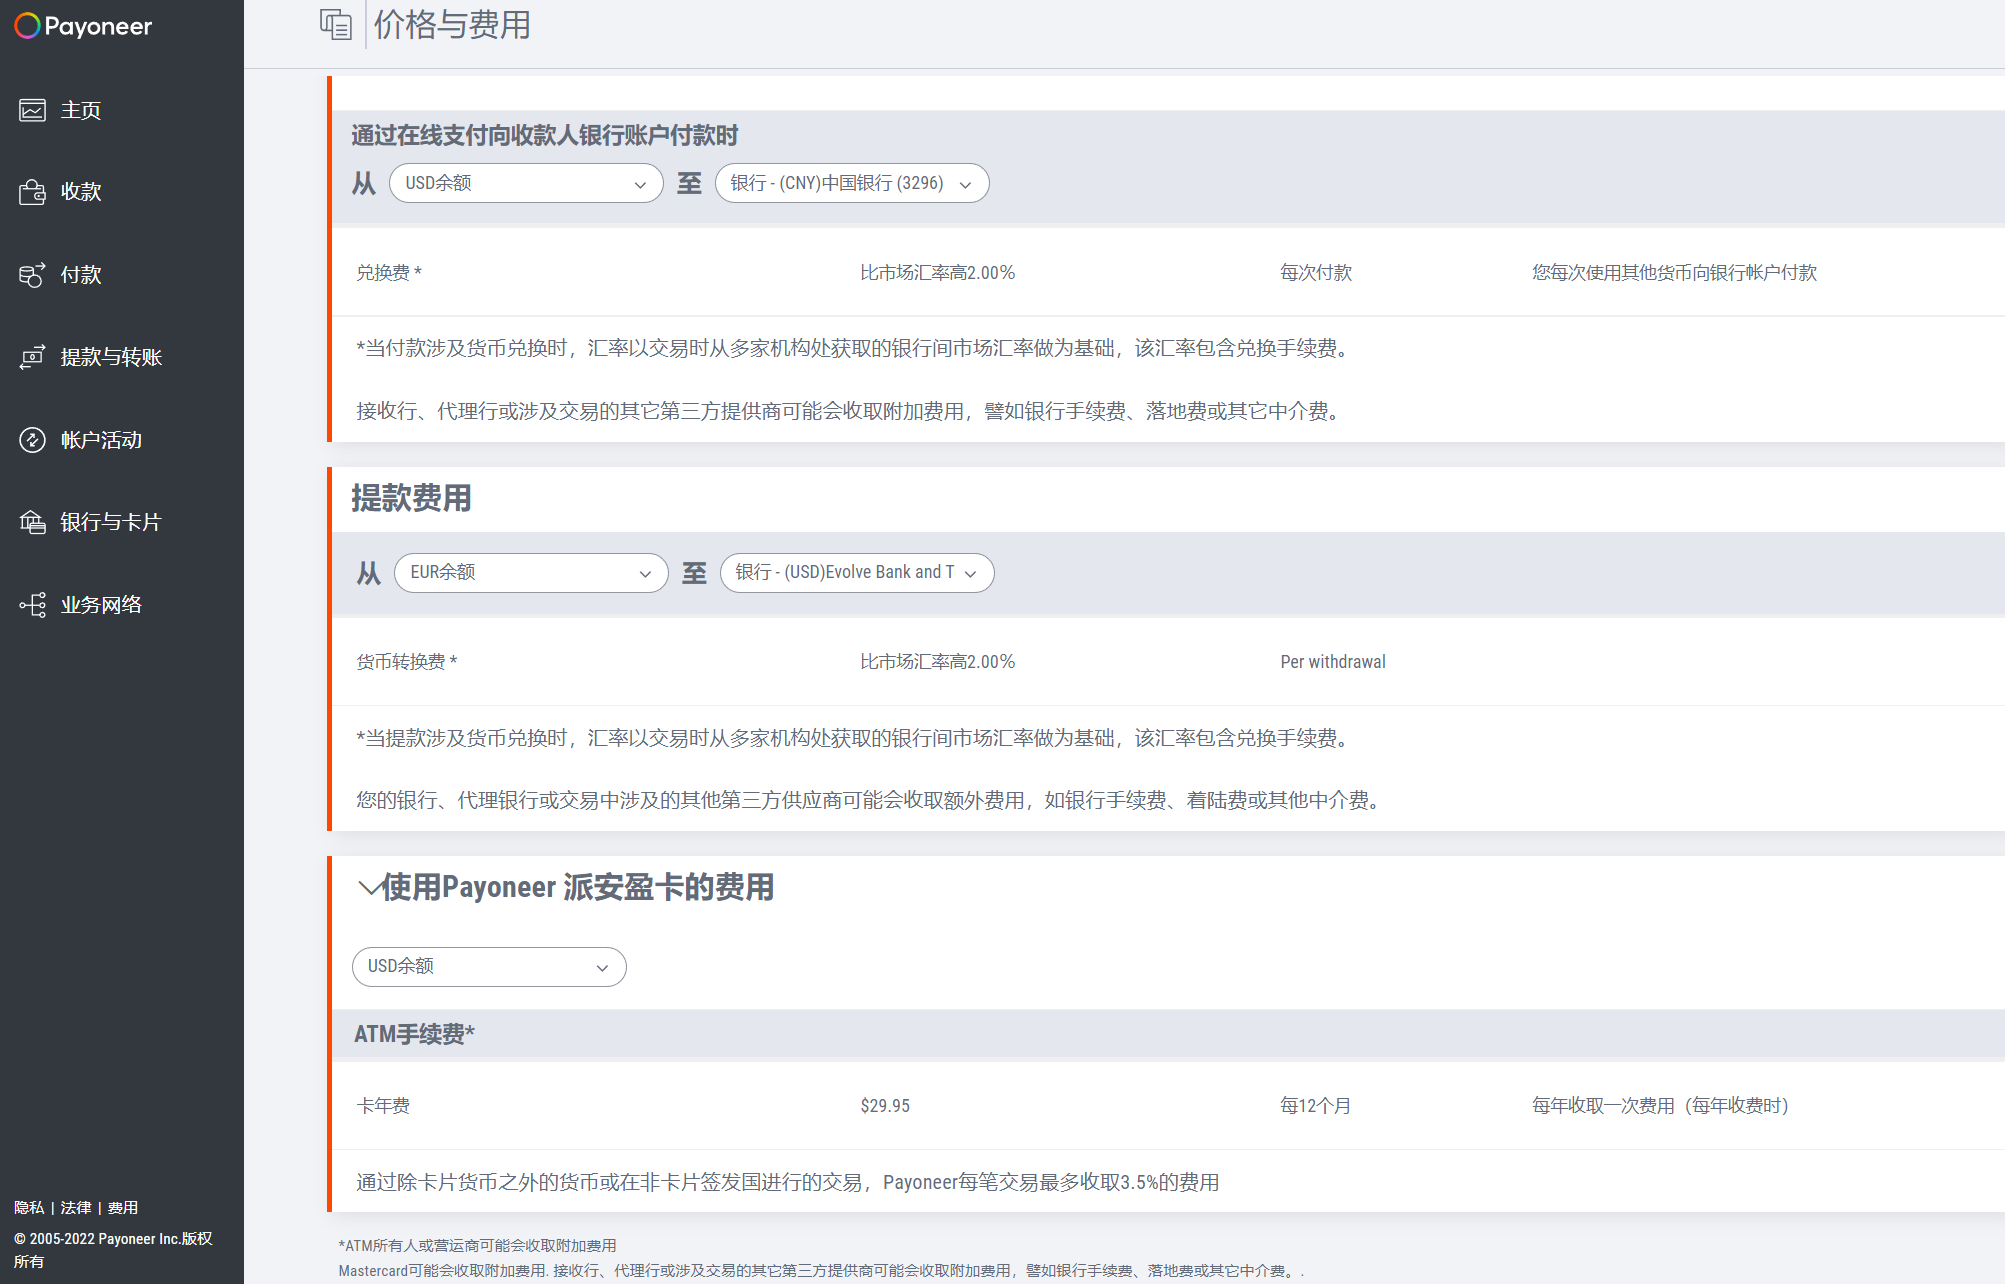 Payoneer
主页
收款
付款
提款与转账
帐户活动
银行与卡片
业务网络
隐私 | 法律 | 费用
© 2005-2022 Payoneer Inc.版权
所有
价格与费用
通过在线支付向收款人银行账户付款时
从 USD余额 至 银行 - (CNY)中国银行 (3296)
兑换费 * 比市场汇率高2.00% 每次付款 您每次使用其他货币向银行帐户付款
*当付款涉及货币兑换时，汇率以交易时从多家机构处获取的银行间市场汇率做为基础，该汇率包含兑换手续费。
接收行、代理行或涉及交易的其它第三方提供商可能会收取附加费用，譬如银行手续费、落地费或其它中介费。
提款费用
从 EUR余额 至 银行 - (USD)Evolve Bank and T
货币转换费 * 比市场汇率高2.00% Per withdrawal
*当提款涉及货币兑换时，汇率以交易时从多家机构处获取的银行间市场汇率做为基础，该汇率包含兑换手续费。
您的银行、代理银行或交易中涉及的其他第三方供应商可能会收取额外费用，如银行手续费、着陆费或其他中介费。
使用Payoneer 派安盈卡的费用
USD余额
ATM手续费*
卡年费 $29.95 每12个月 每年收取一次费用（每年收费时）
通过除卡片货币之外的货币或在非卡片签发国进行的交易，Payoneer每笔交易最多收取3.5%的费用
*ATM所有人或营运商可能会收取附加费用
Mastercard可能会收取附加费用. 接收行、代理行或涉及交易的其它第三方提供商可能会收取附加费用，譬如银行手续费、落地费或其它中介费。.